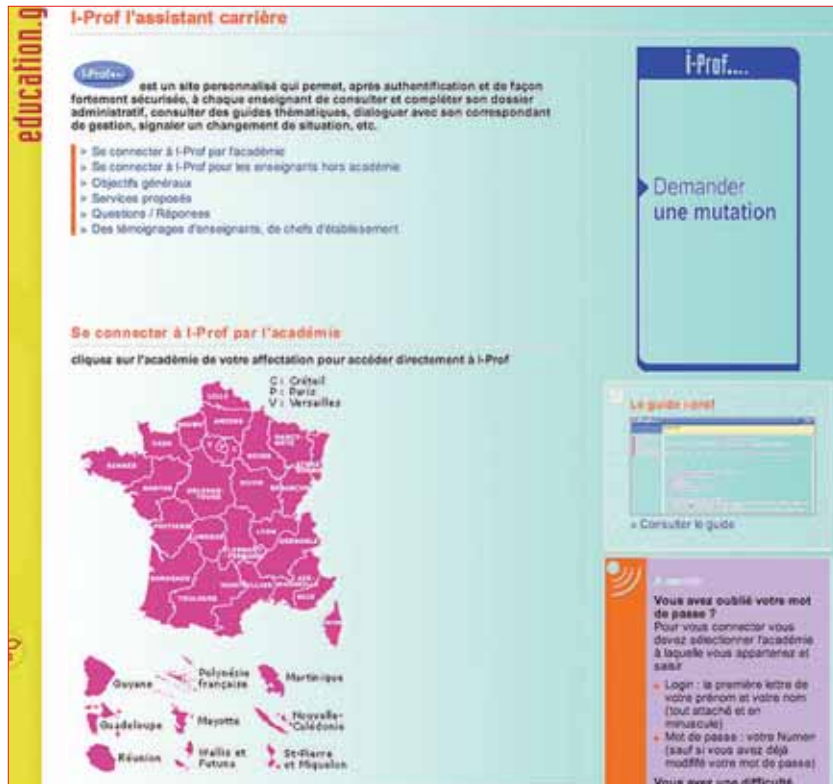 education.g
I-Prof l'assistant carrière
I-Prof...
est un site personnalisé qui permet, après authentification et de façon
fortement sécurisée, à chaque enseignant de consulter et compléter son dossier
administratif, consulter des guides thématiques, dialoguer avec son correspondant
de gestion, signaler un changement de situation, etc.
» Se connecter à I-Prof par l'académie
» Se connecter à I-Prof pour les enseignants hors académie
» Objectifs généraux
» Services proposés
» Questions / Réponses
» Des témoignages d'enseignants, de chefs d'établissement
Se connecter à I-Prof par l'académie
cliquez sur l'académie de votre affectation pour accéder directement à I-Prof
C : Créteil
P : Paris
V : Versailles
LILLE
AMIENS
ROUEN
CAEN
REIMS
NANCY-METZ
RENNES
NANTES
ORLEANS
TOURS
DIJON
BESANCON
POITIERS
LIMOGES
LYON
GRENOBLE
BORDEAUX
TOULOUSE
MONTPELLIER
NICE
Guyane
Polynésie
française
Martinique
Guadeloupe
Mayotte
Nouvelle-
Calédonie
Réunion
Wallis et
Futuna
St-Pierre
et Miquelon
i-Prof....
Demander
une mutation
Le guide i-prof
» Consulter le guide
Vous avez oublié votre mot
de passe ?
Pour vous connecter vous
devez sélectionner l'académie
à laquelle vous appartenez et
saisir
Login : la première lettre de
votre prénom et votre nom
(tout attaché et en
minuscule)
Mot de passe : votre Numen
(sauf si vous avez déjà
modifié votre mot de passe)
Vous avez une difficulté